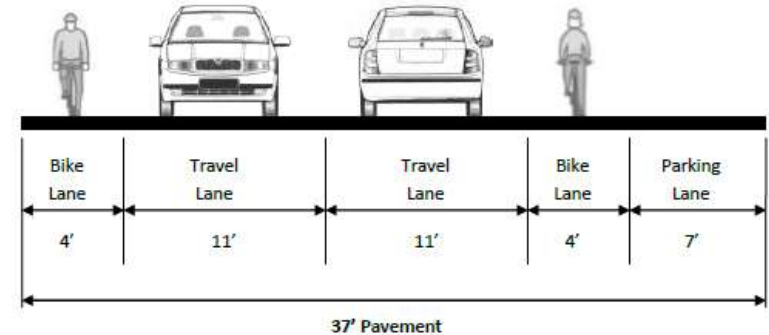 Bike Travel Travel Bike Parking
Lane Lane Lane Lane Lane
4′ 11′ 11′ 4′ 7′
37′ Pavement